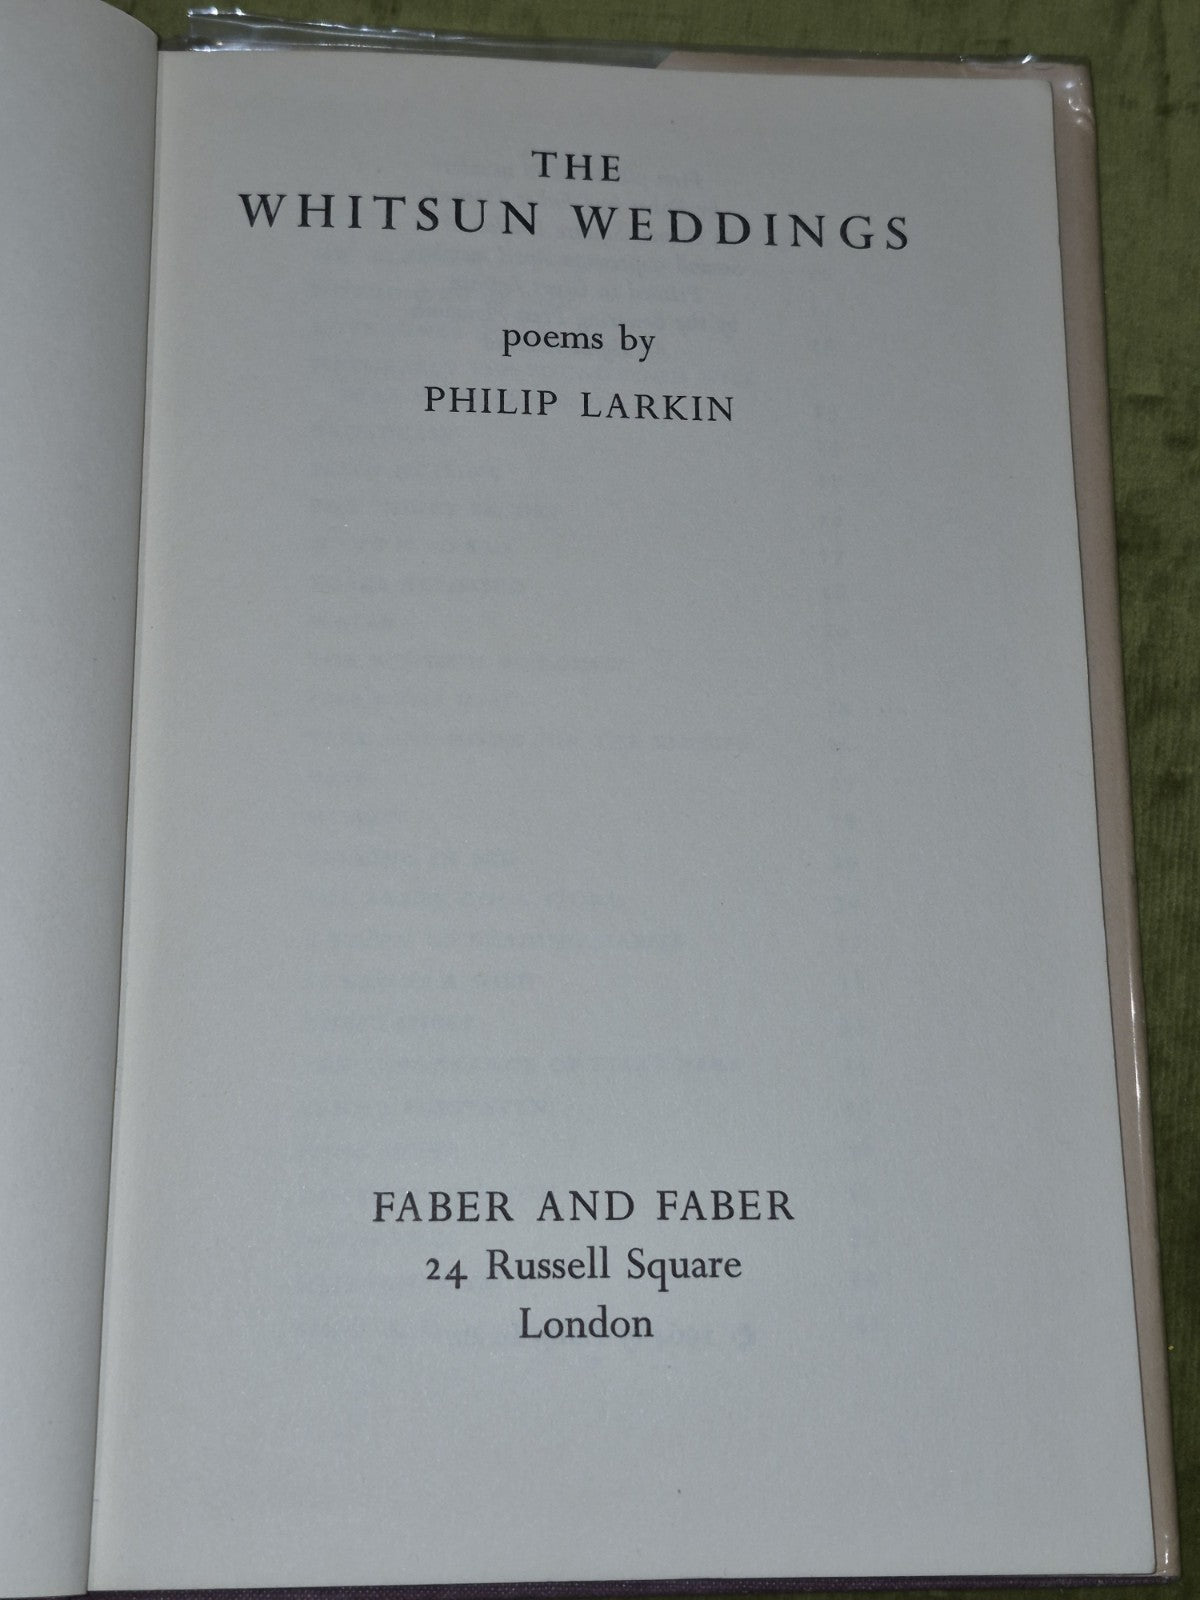 THE
WHITSUN WEDDINGS
poems by
PHILIP LARKIN
FABER AND FABER
24 Russell Square
London